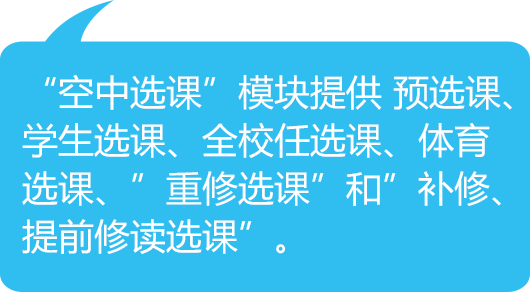 “空中选课”模块提供 预选课、
学生选课、全校任选课、体育
选课、”重修选课”和”补修、
提前修读选课”。